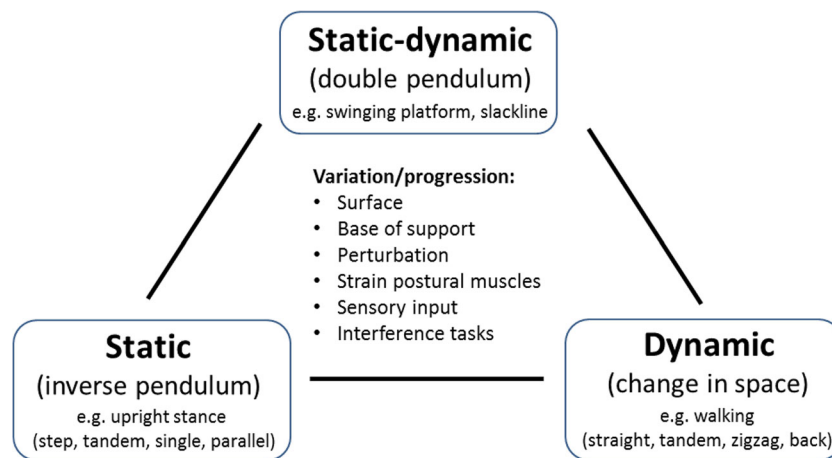 Static-dynamic
(double pendulum)
e.g. swinging platform, slackline
Variation/progression:
• Surface
• Base of support
• Perturbation
• Strain postural muscles
• Sensory input
• Interference tasks
Static
(inverse pendulum)
e.g. upright stance
(step, tandem, single, parallel)
Dynamic
(change in space)
e.g. walking
(straight, tandem, zigzag, back)